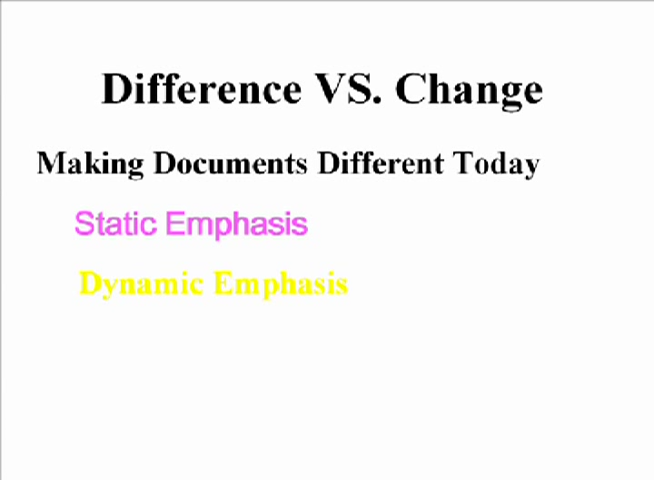 Difference VS. Change
Making Documents Different Today
Static Emphasis
Dynamic Emphasis